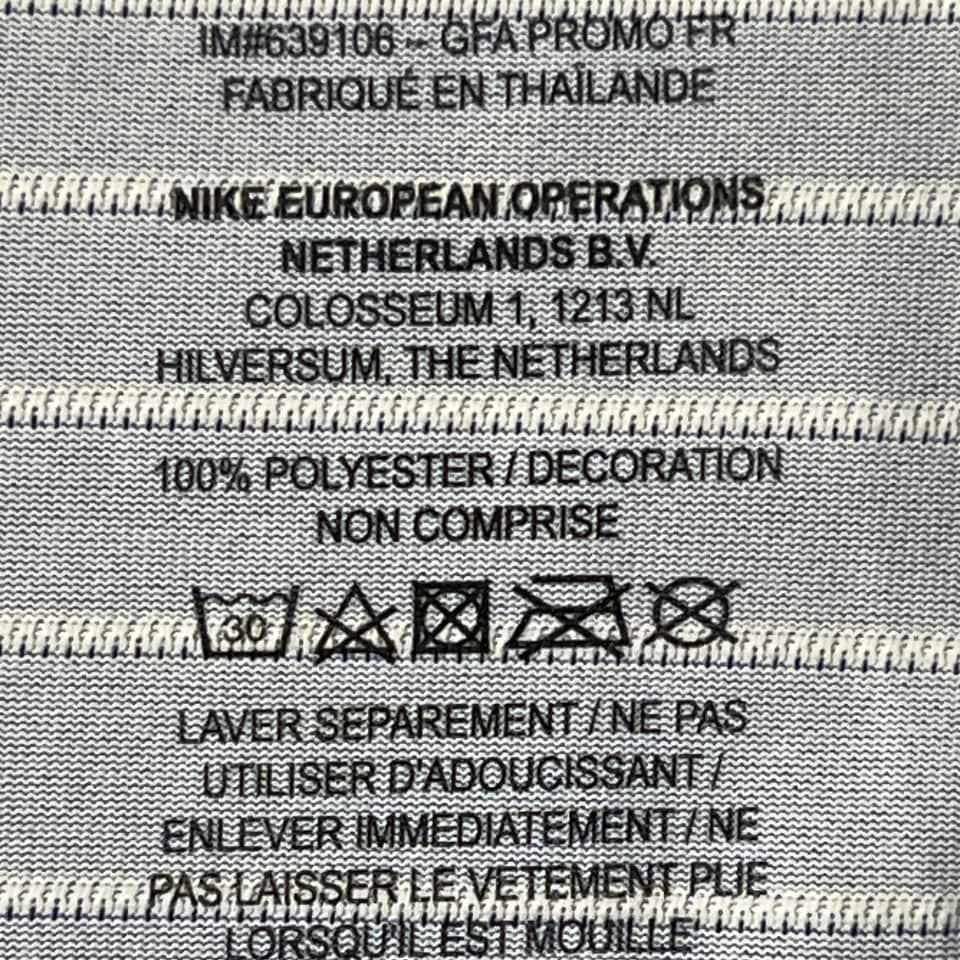 IM#639106 – GFA PROMO FR
FABRIQUÉ EN THAÏLANDE
NIKE EUROPEAN OPERATIONS
NETHERLANDS B.V.
COLOSSEUM 1, 1213 NL
HILVERSUM, THE NETHERLANDS
100% POLYESTER / DECORATION
NON COMPRISE
30
LAVER SEPAREMENT / NE PAS
UTILISER D'ADOUCISSANT /
ENLEVER IMMEDIATEMENT / NE
PAS LAISSER LE VETEMENT PLIE
LORSQU'IL EST MOUILLE